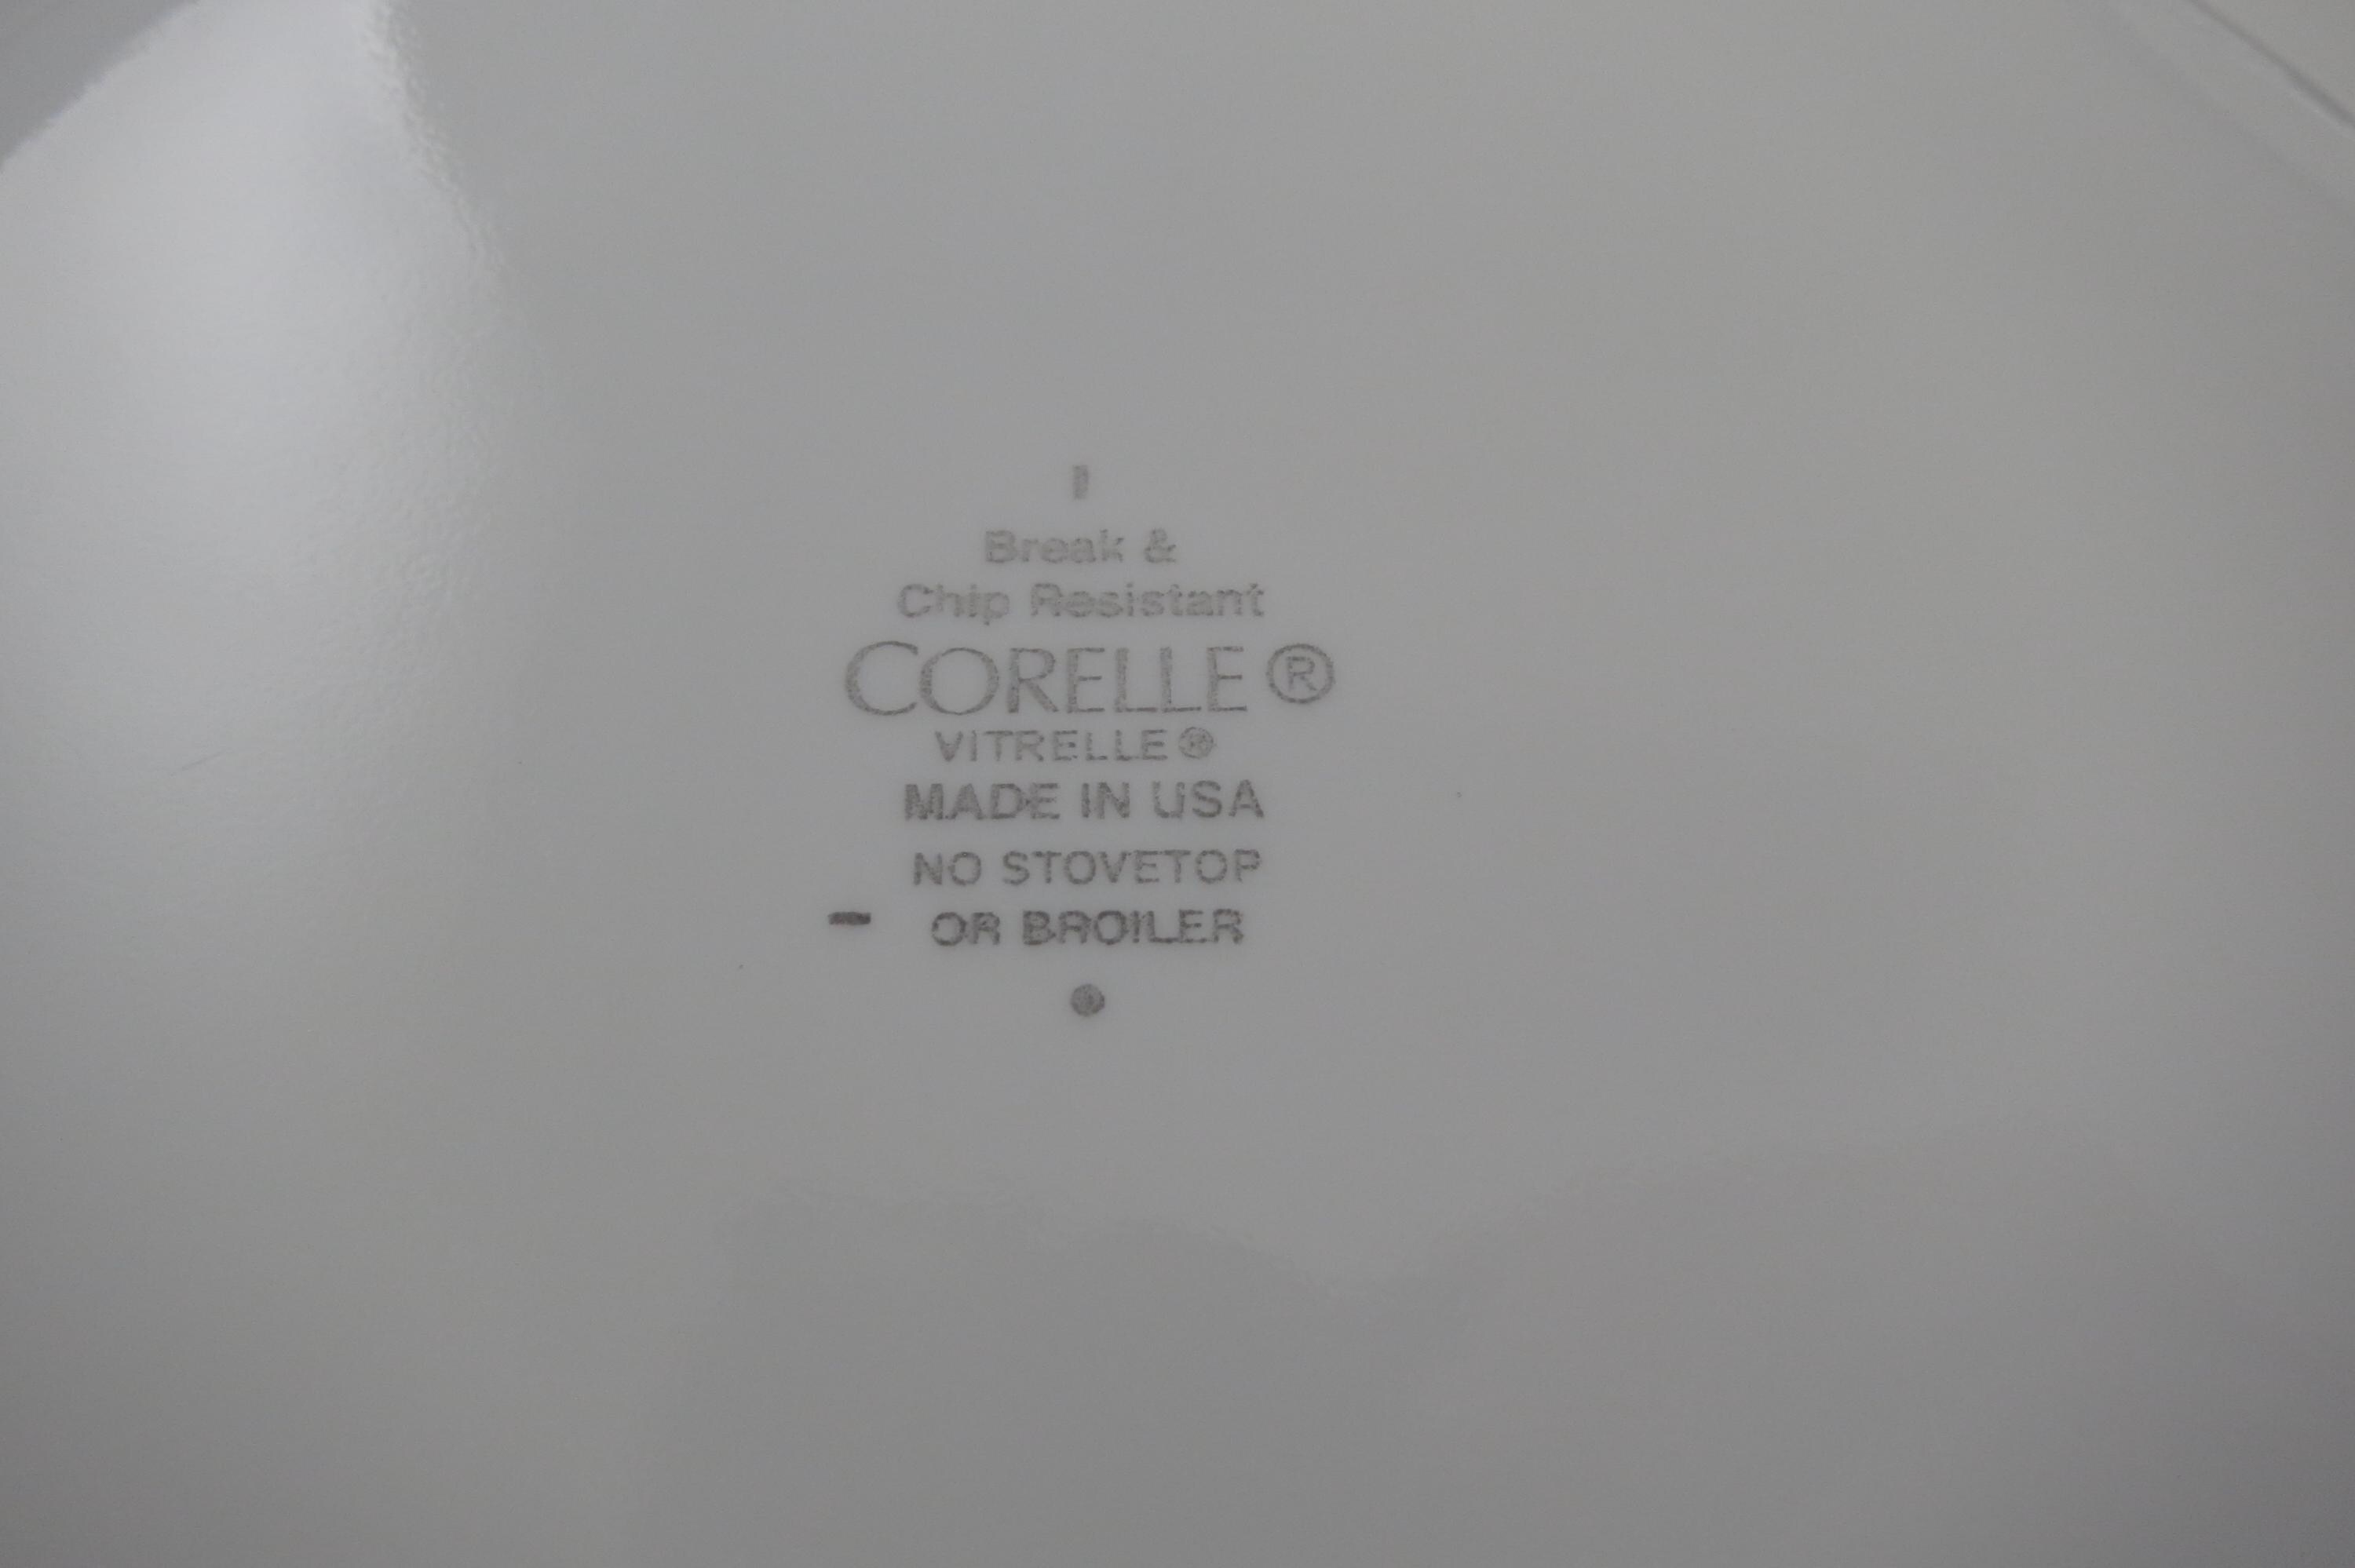 Break &
Chip Resistant
CORELLE®
VITRELLE®
MADE IN USA
NO STOVETOP
OR BROILER